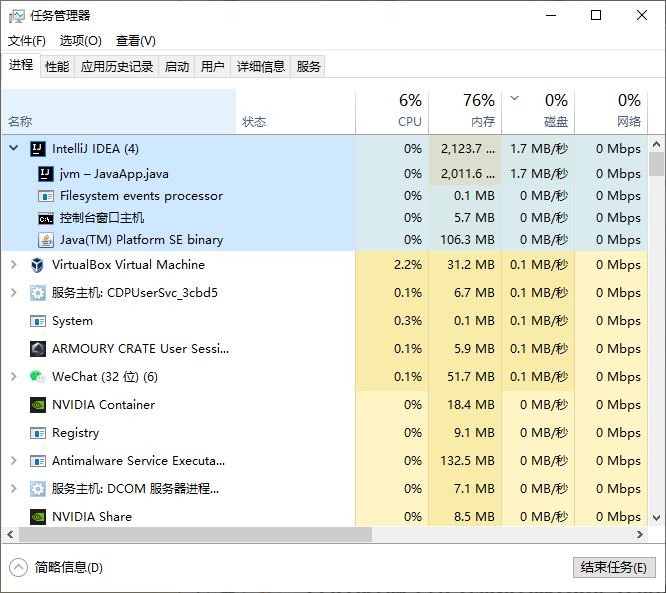 任务管理器
文件(F) 选项(O) 查看(V)
进程 性能 应用历史记录 启动 用户 详细信息 服务
6% 76% 0% 0%
名称 状态 CPU 内存 磁盘 网络
IntelliJ IDEA (4) 0% 2,123.7 ... 1.7 MB/秒 0 Mbps
jvm – JavaApp.java 0% 2,011.6 ... 1.7 MB/秒 0 Mbps
Filesystem events processor 0% 0.1 MB 0 MB/秒 0 Mbps
控制台窗口主机 0% 5.7 MB 0 MB/秒 0 Mbps
Java(TM) Platform SE binary 0% 106.3 MB 0 MB/秒 0 Mbps
VirtualBox Virtual Machine 2.2% 31.2 MB 0.1 MB/秒 0 Mbps
服务主机: CDPUserSvc_3cbd5 0.1% 6.7 MB 0.1 MB/秒 0 Mbps
System 0.3% 0.1 MB 0.1 MB/秒 0 Mbps
ARMOURY CRATE User Sessi... 0.1% 5.9 MB 0.1 MB/秒 0 Mbps
WeChat (32 位) (6) 0.1% 51.7 MB 0.1 MB/秒 0 Mbps
NVIDIA Container 0% 18.4 MB 0 MB/秒 0 Mbps
Registry 0% 9.1 MB 0 MB/秒 0 Mbps
Antimalware Service Executa... 0% 132.5 MB 0 MB/秒 0 Mbps
服务主机: DCOM 服务器进程... 0% 7.1 MB 0 MB/秒 0 Mbps
NVIDIA Share 0% 8.5 MB 0 MB/秒 0 Mbps
简略信息(D) 结束任务(E)